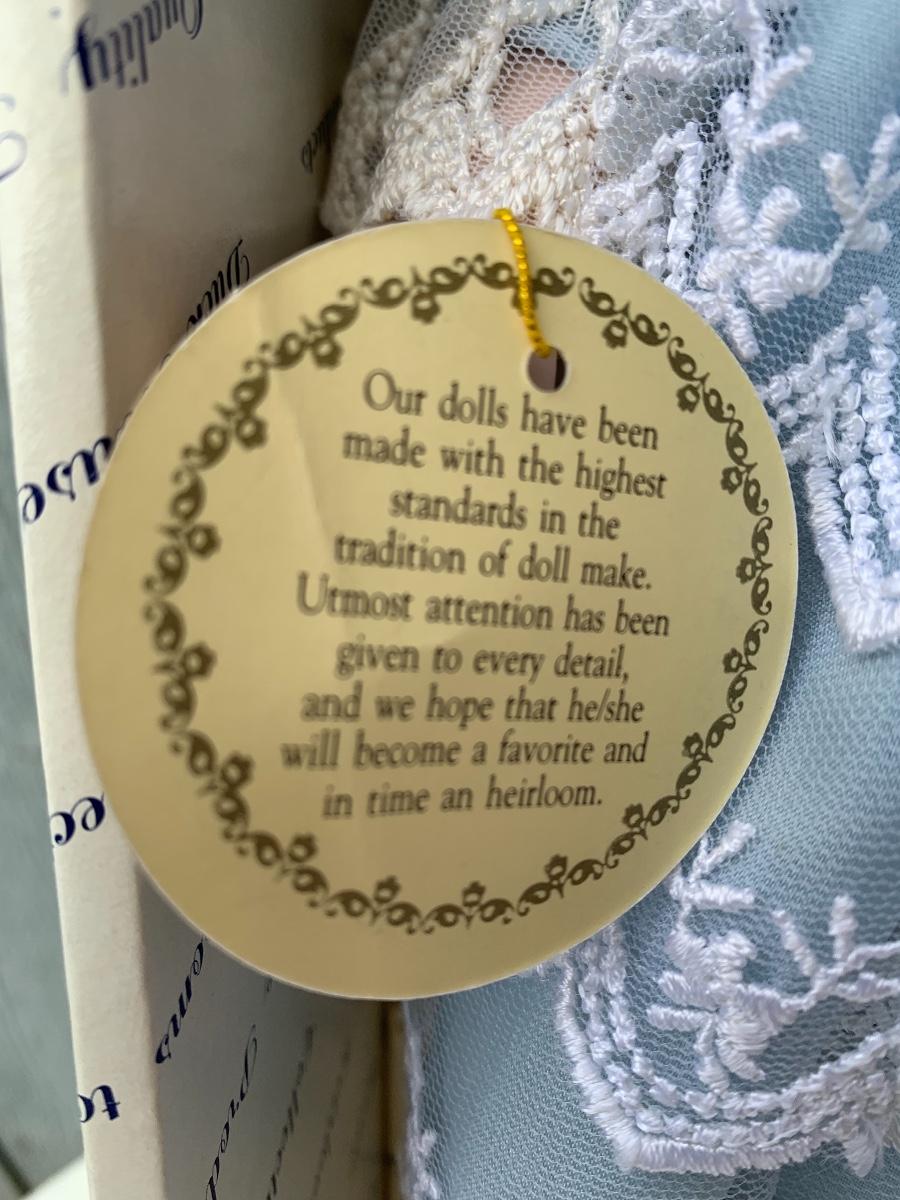 Quality
Our dolls have been
made with the highest
standards in the
tradition of doll make.
Utmost attention has been
given to every detail,
and we hope that he/she
will become a favorite and
in time an heirloom.
to